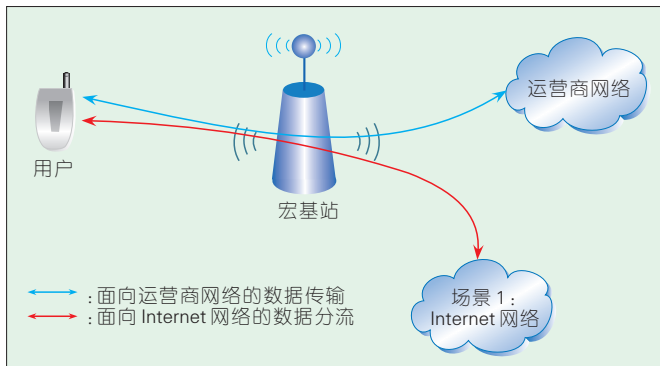 运营商网络
用户
宏基站
场景 1：
Internet 网络
：面向运营商网络的数据传输
：面向 Internet 网络的数据分流